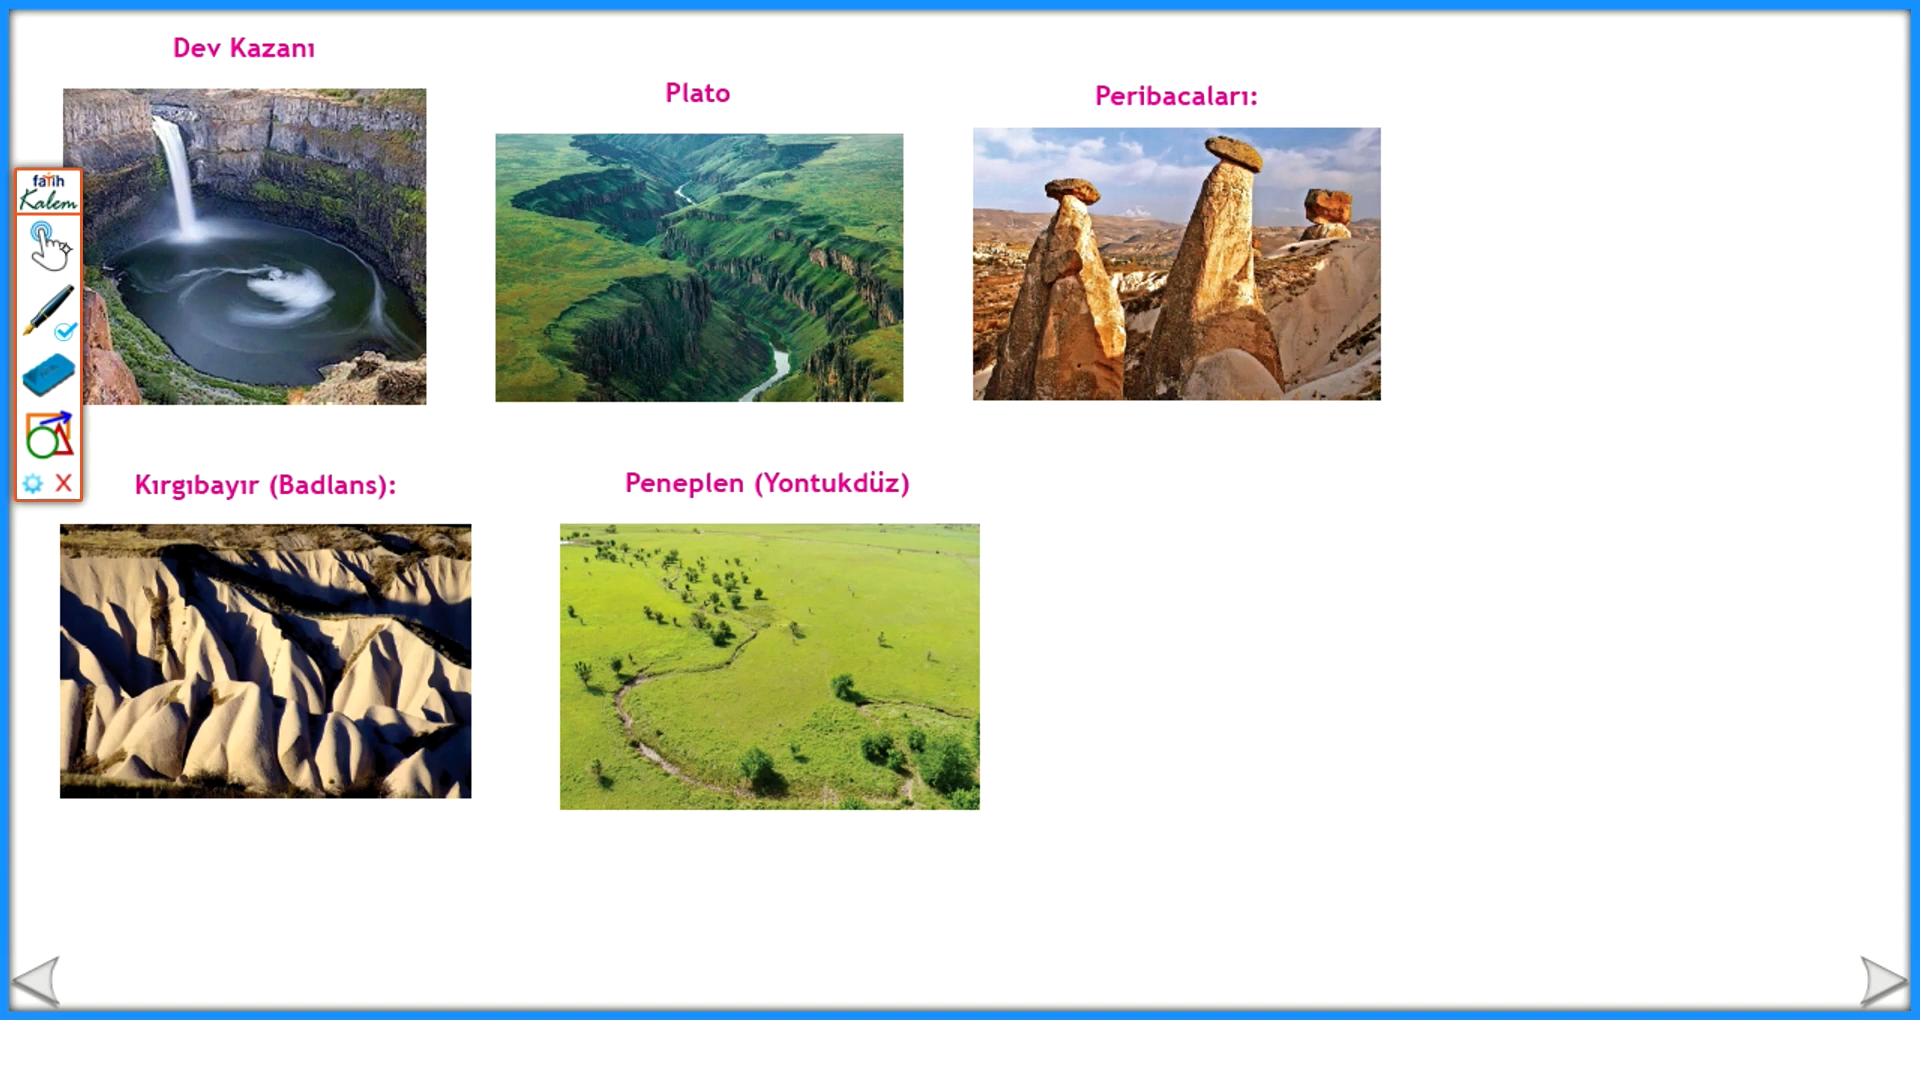 Dev Kazanı
Plato
Peribacaları:
fatih
Kalem
Kırgıbayır (Badlans):
Peneplen (Yontukdüz)